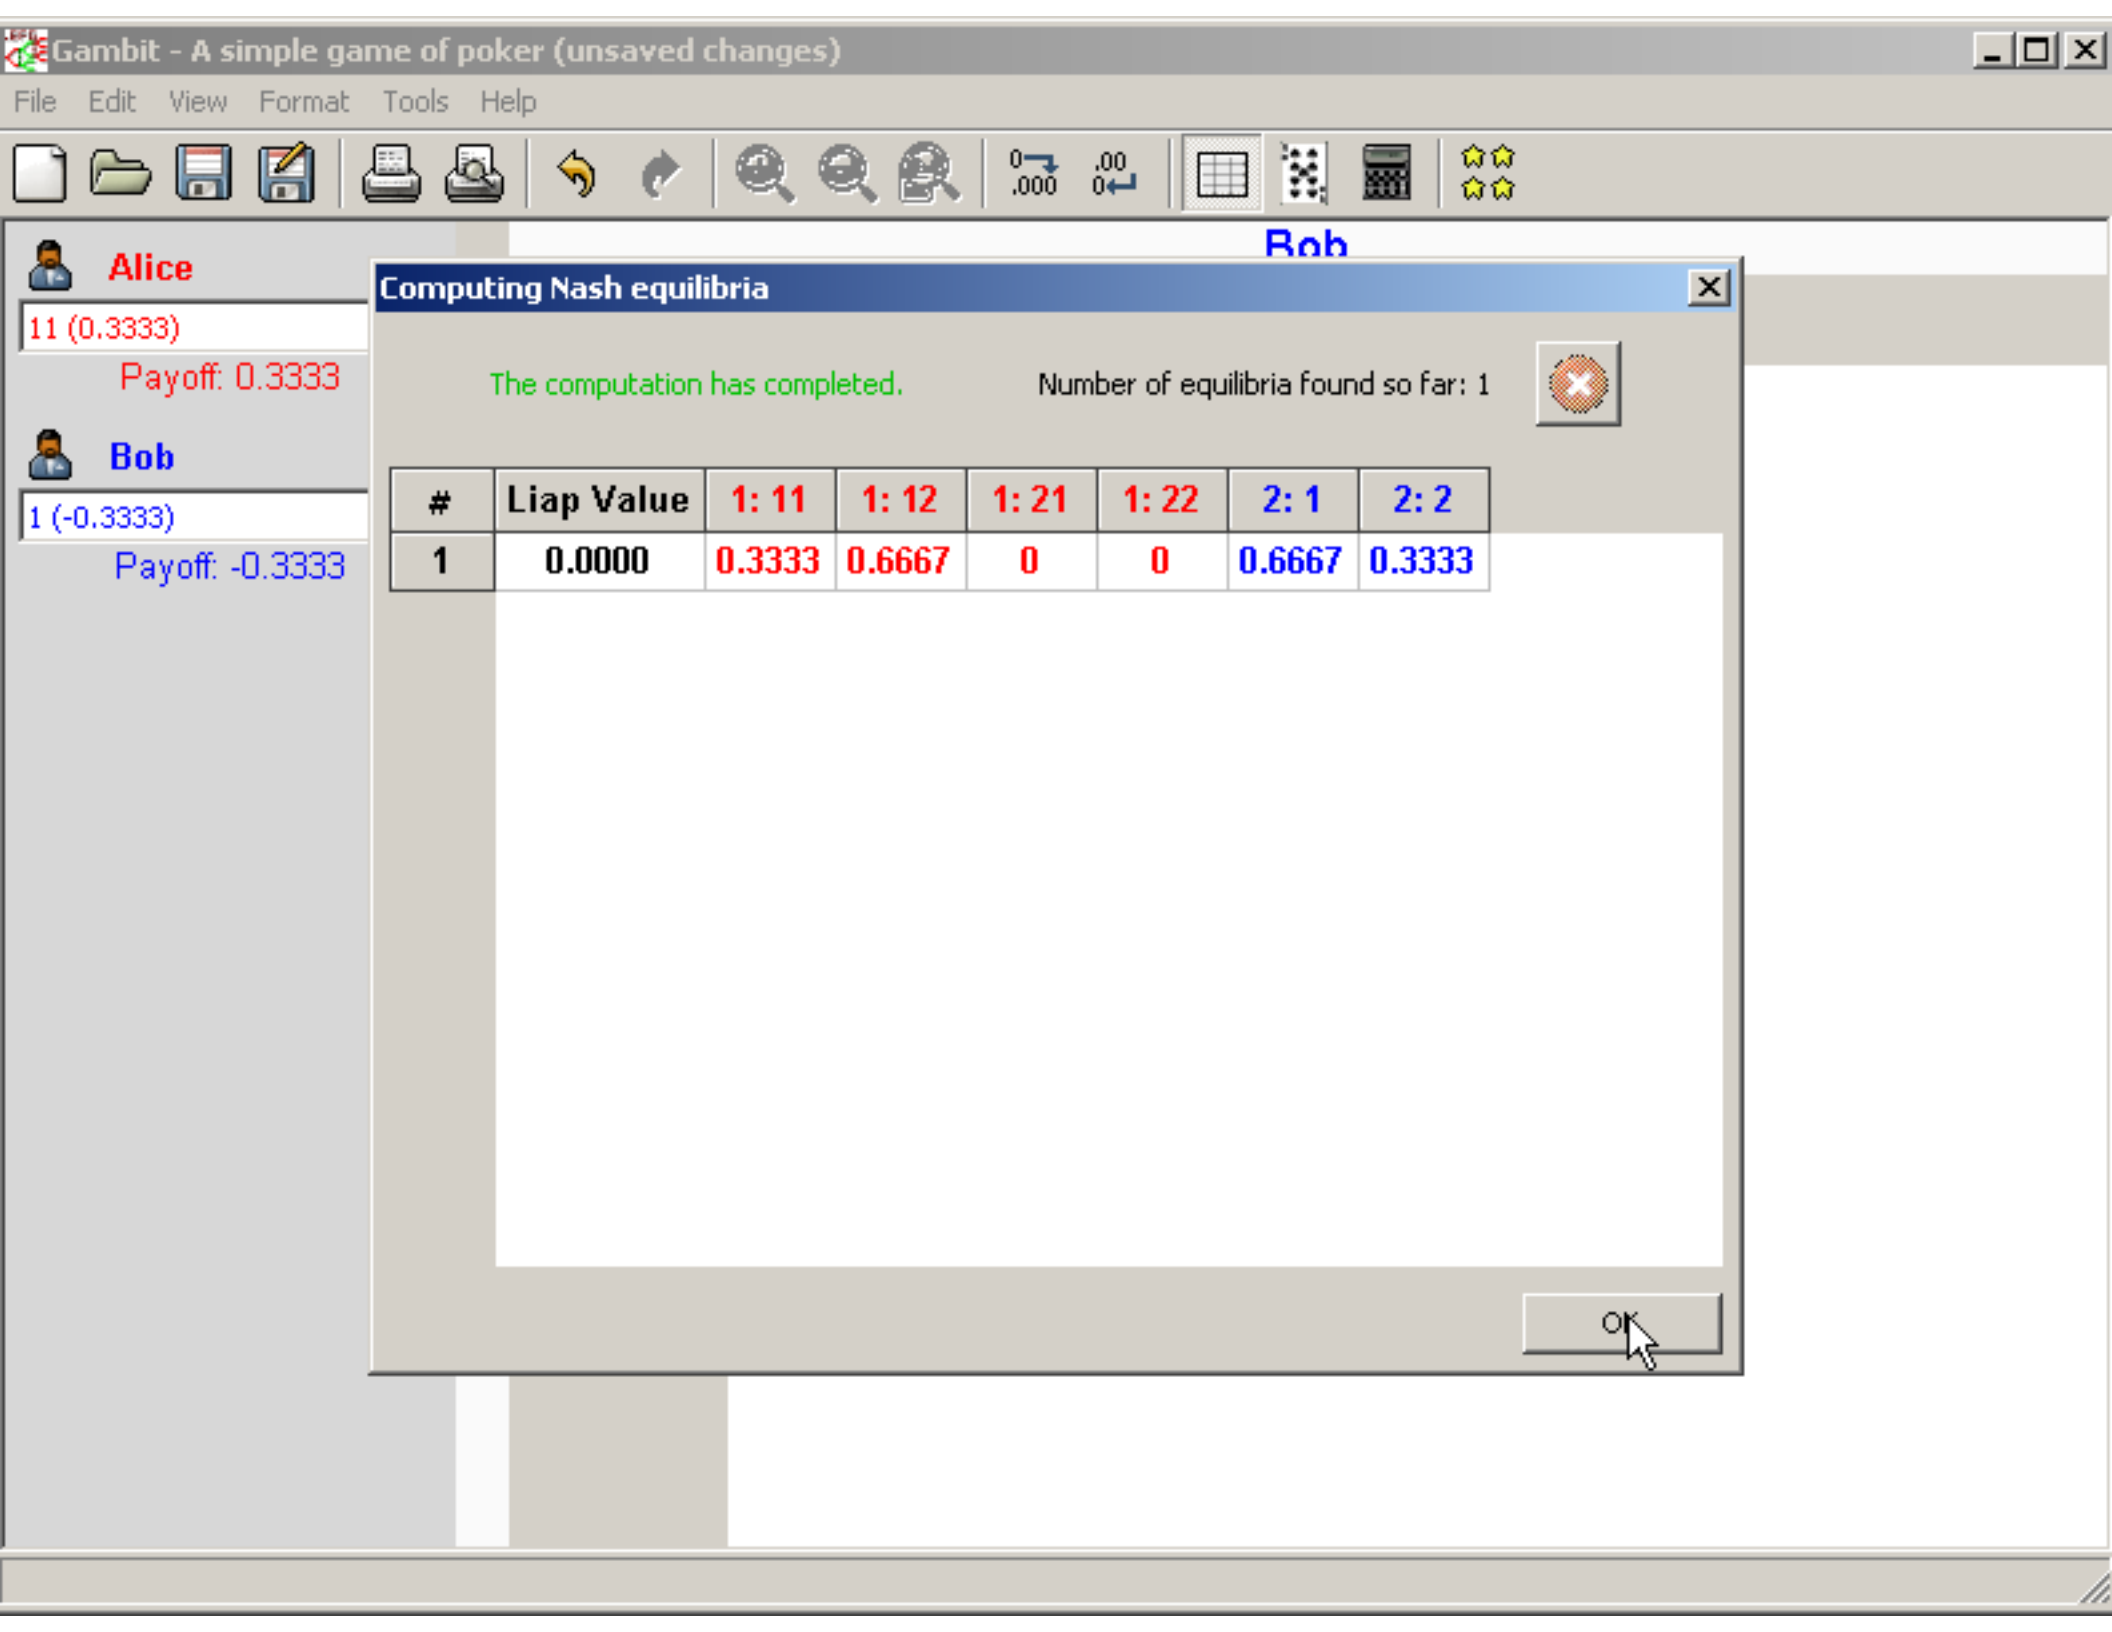 Gambit - A simple game of poker (unsaved changes)
File Edit View Format Tools Help
0 .000 .00 0
Alice
11 (0.3333)
Payoff: 0.3333
Bob
1 (-0.3333)
Payoff: -0.3333
Bob
Computing Nash equilibria
The computation has completed. Number of equilibria found so far: 1
# Liap Value 1: 11 1: 12 1: 21 1: 22 2: 1 2: 2
1 0.0000 0.3333 0.6667 0 0 0.6667 0.3333
OK